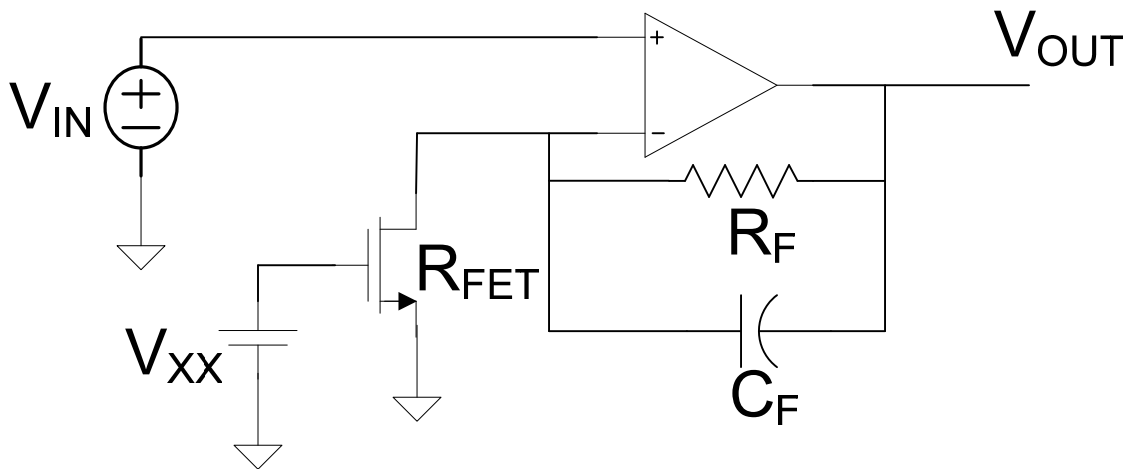 V_OUT
V_IN
+
−
+
−
R_F
R_FET
V_XX
C_F